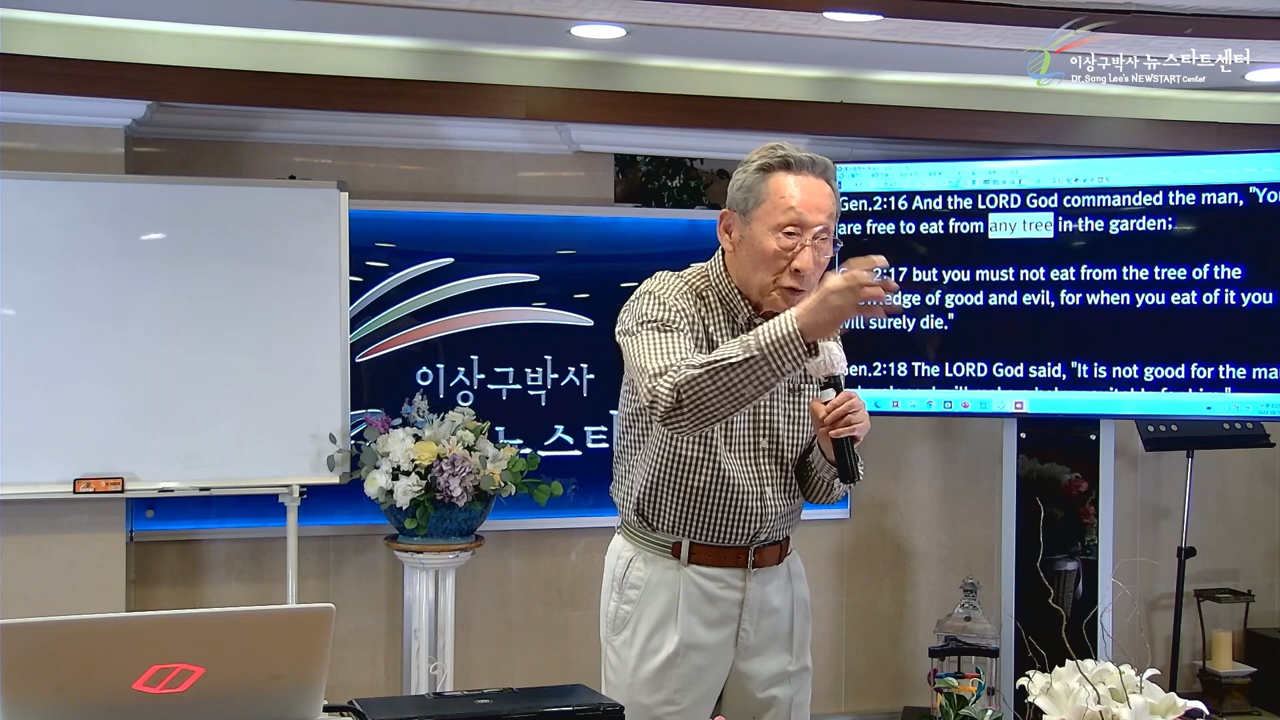 이상구박사 뉴스타트센터
Dr. Sang Lee's NEWSTART Center
Gen.2:16 And the LORD God commanded the man, "You
are free to eat from any tree in the garden;
2:17 but you must not eat from the tree of the
of good and evil, for when you eat of it you
will surely die."
Gen.2:18 The LORD God said, "It is not good for the man
이상구박사
스타